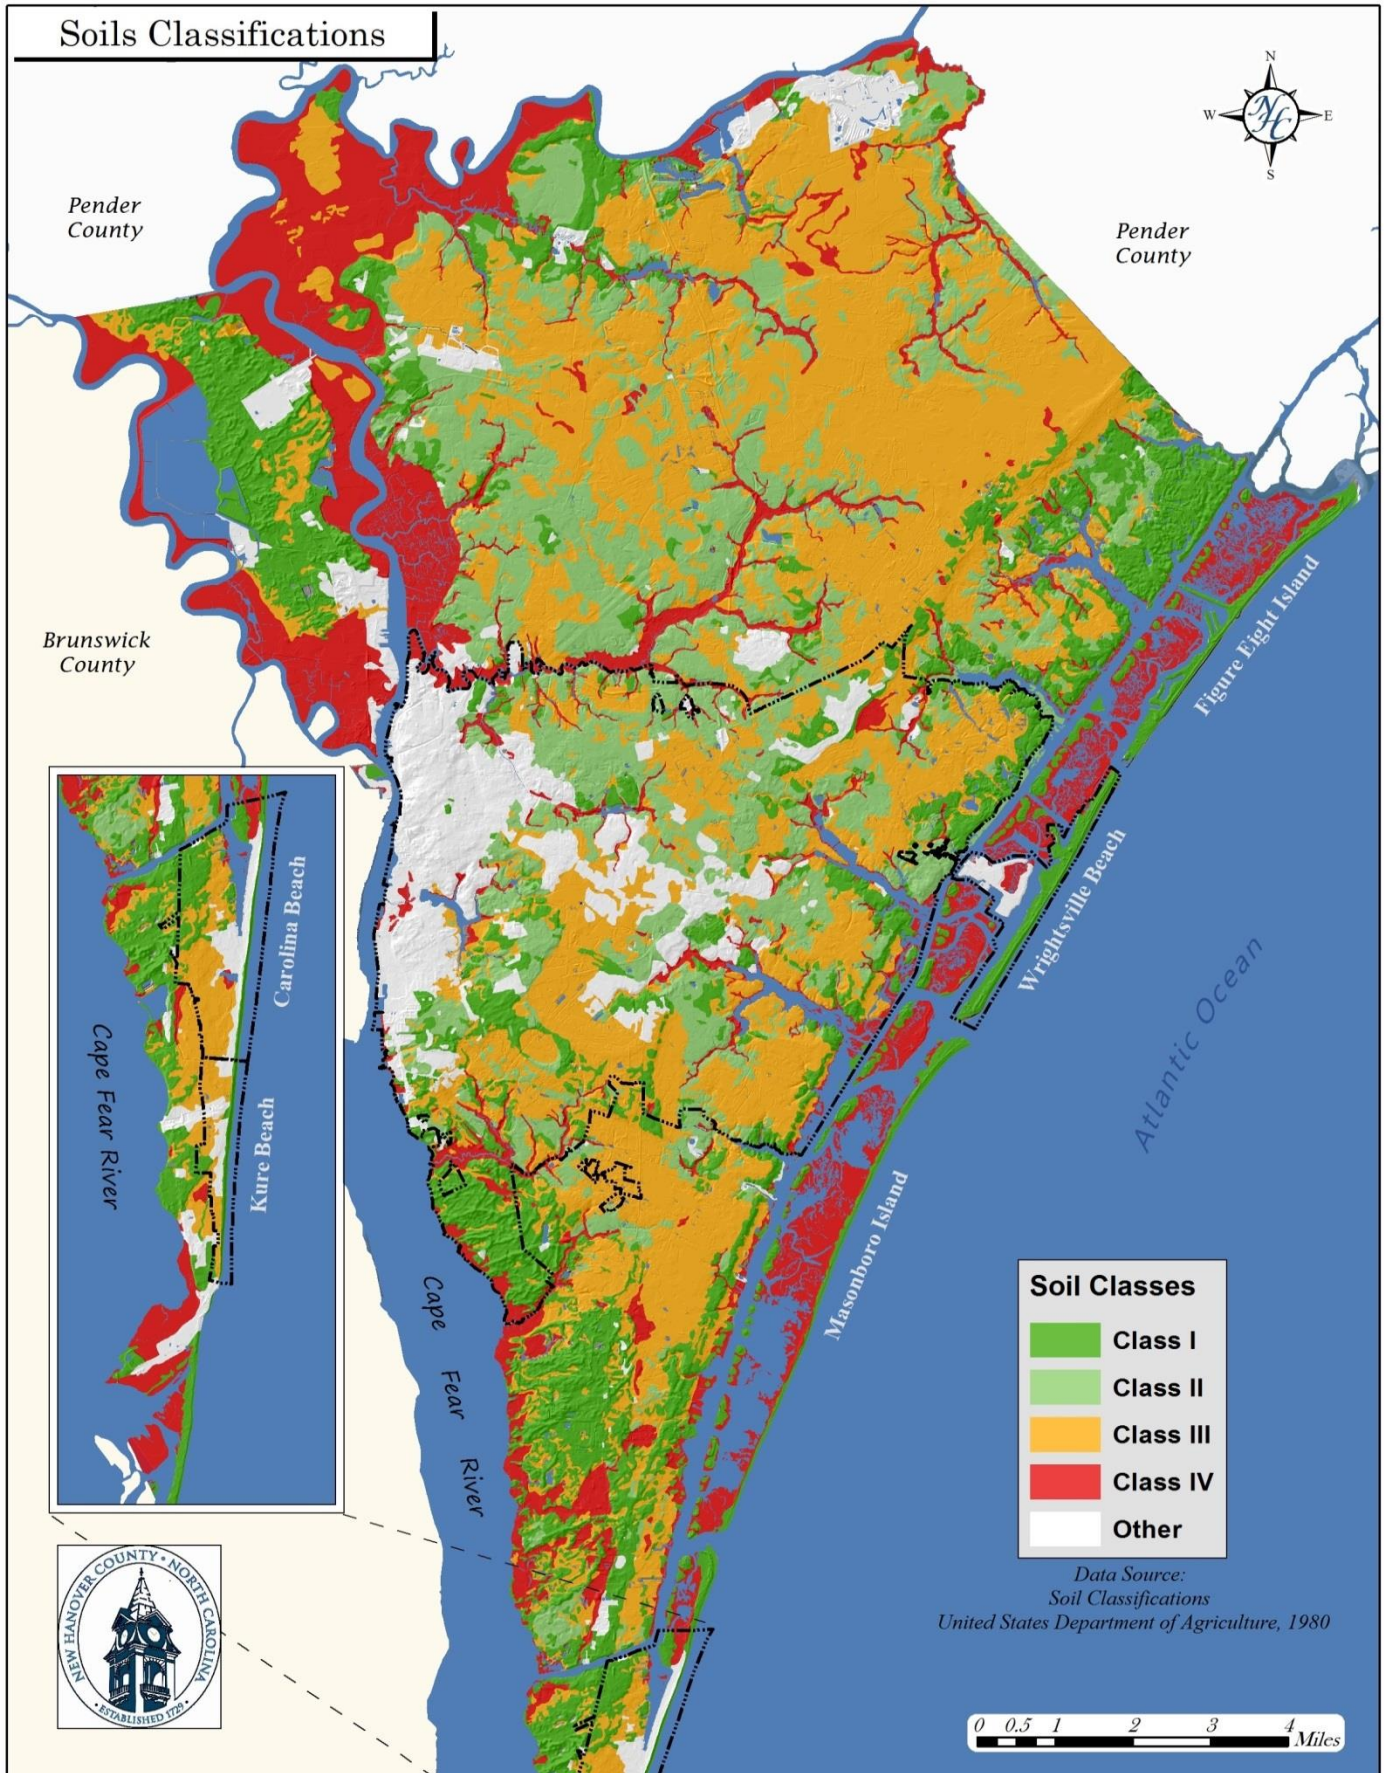 Soils Classifications
N
W
E
S
NHC
Pender
County
Pender
County
Brunswick
County
Figure Eight Island
Wrightsville Beach
Masonboro Island
Atlantic Ocean
Cape Fear River
Carolina Beach
Kure Beach
Cape Fear River
Soil Classes
Class I
Class II
Class III
Class IV
Other
Data Source:
Soil Classifications
United States Department of Agriculture, 1980
NEW HANOVER COUNTY • NORTH CAROLINA
• ESTABLISHED 1729 •
0 0.5 1 2 3 4
Miles